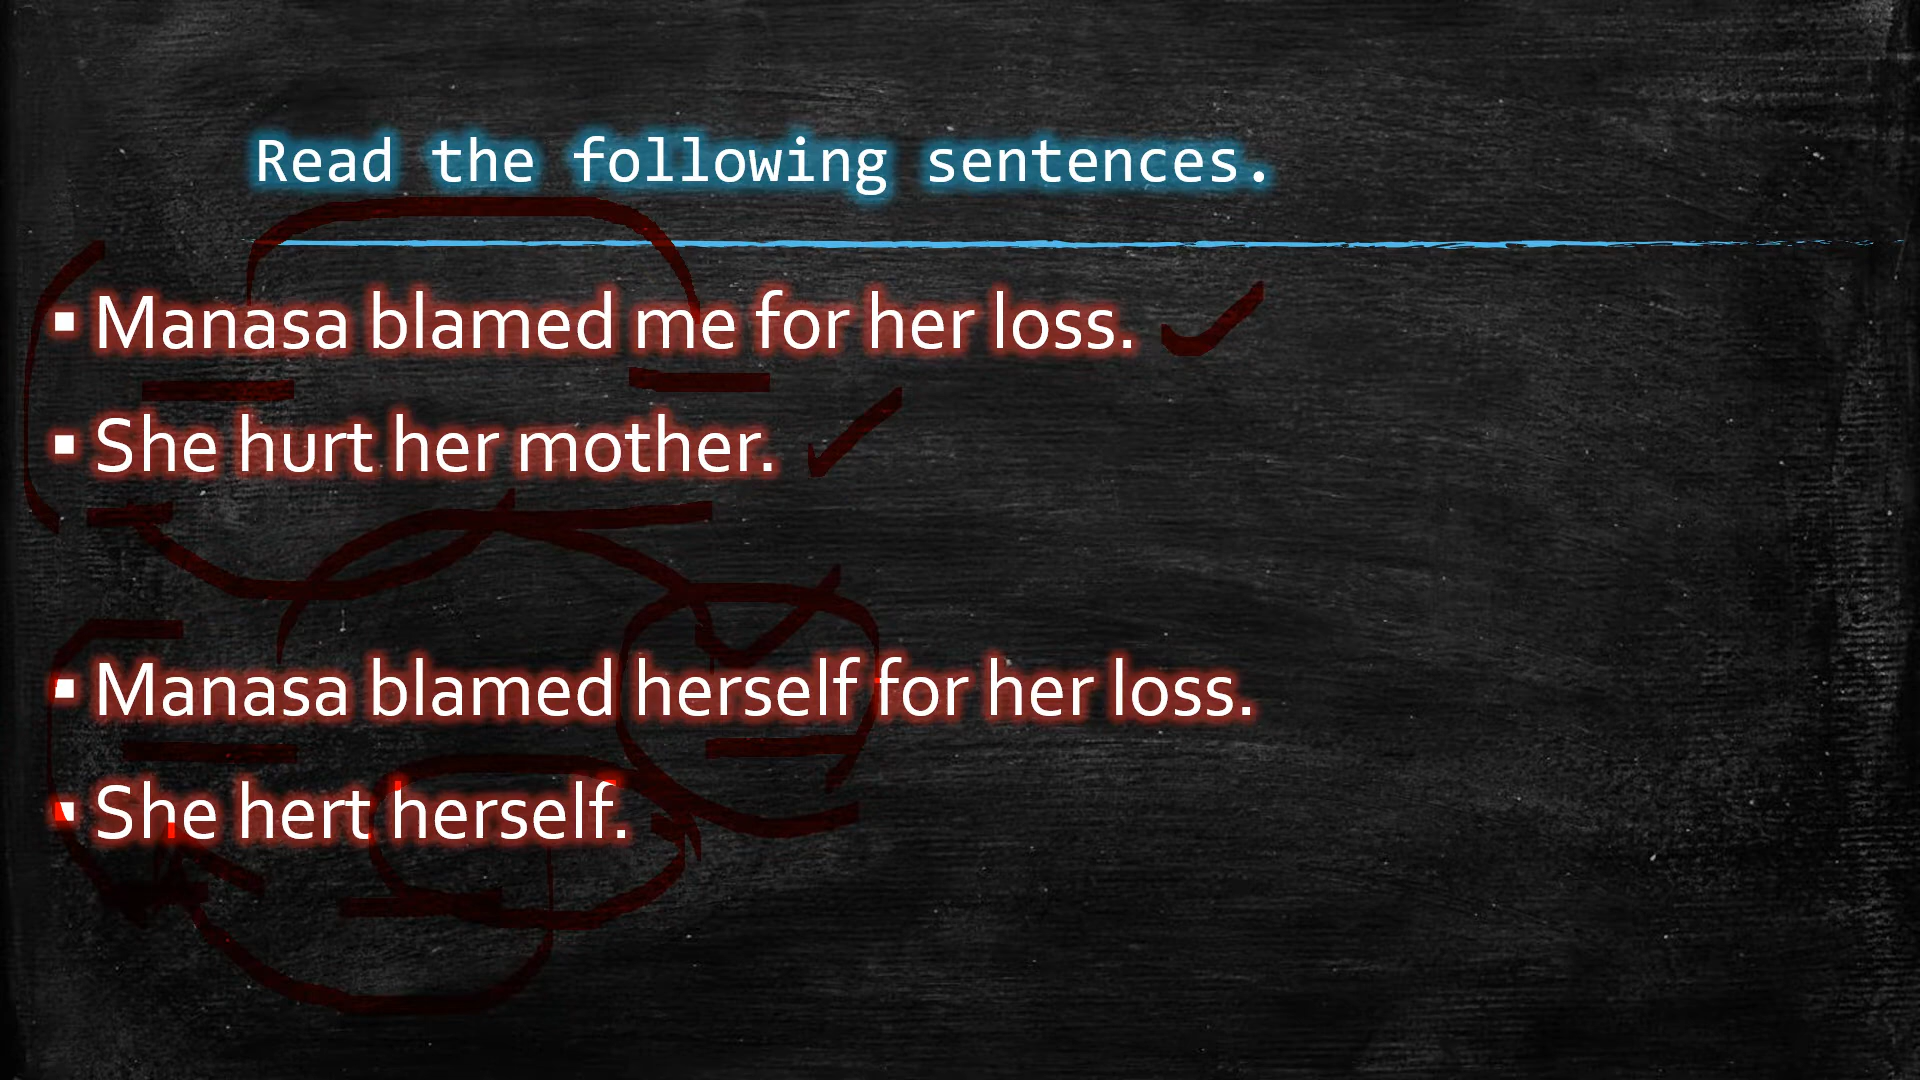 Read the following sentences.
▪ Manasa blamed me for her loss.
▪ She hurt her mother.
▪ Manasa blamed herself for her loss.
▪ She hert herself.